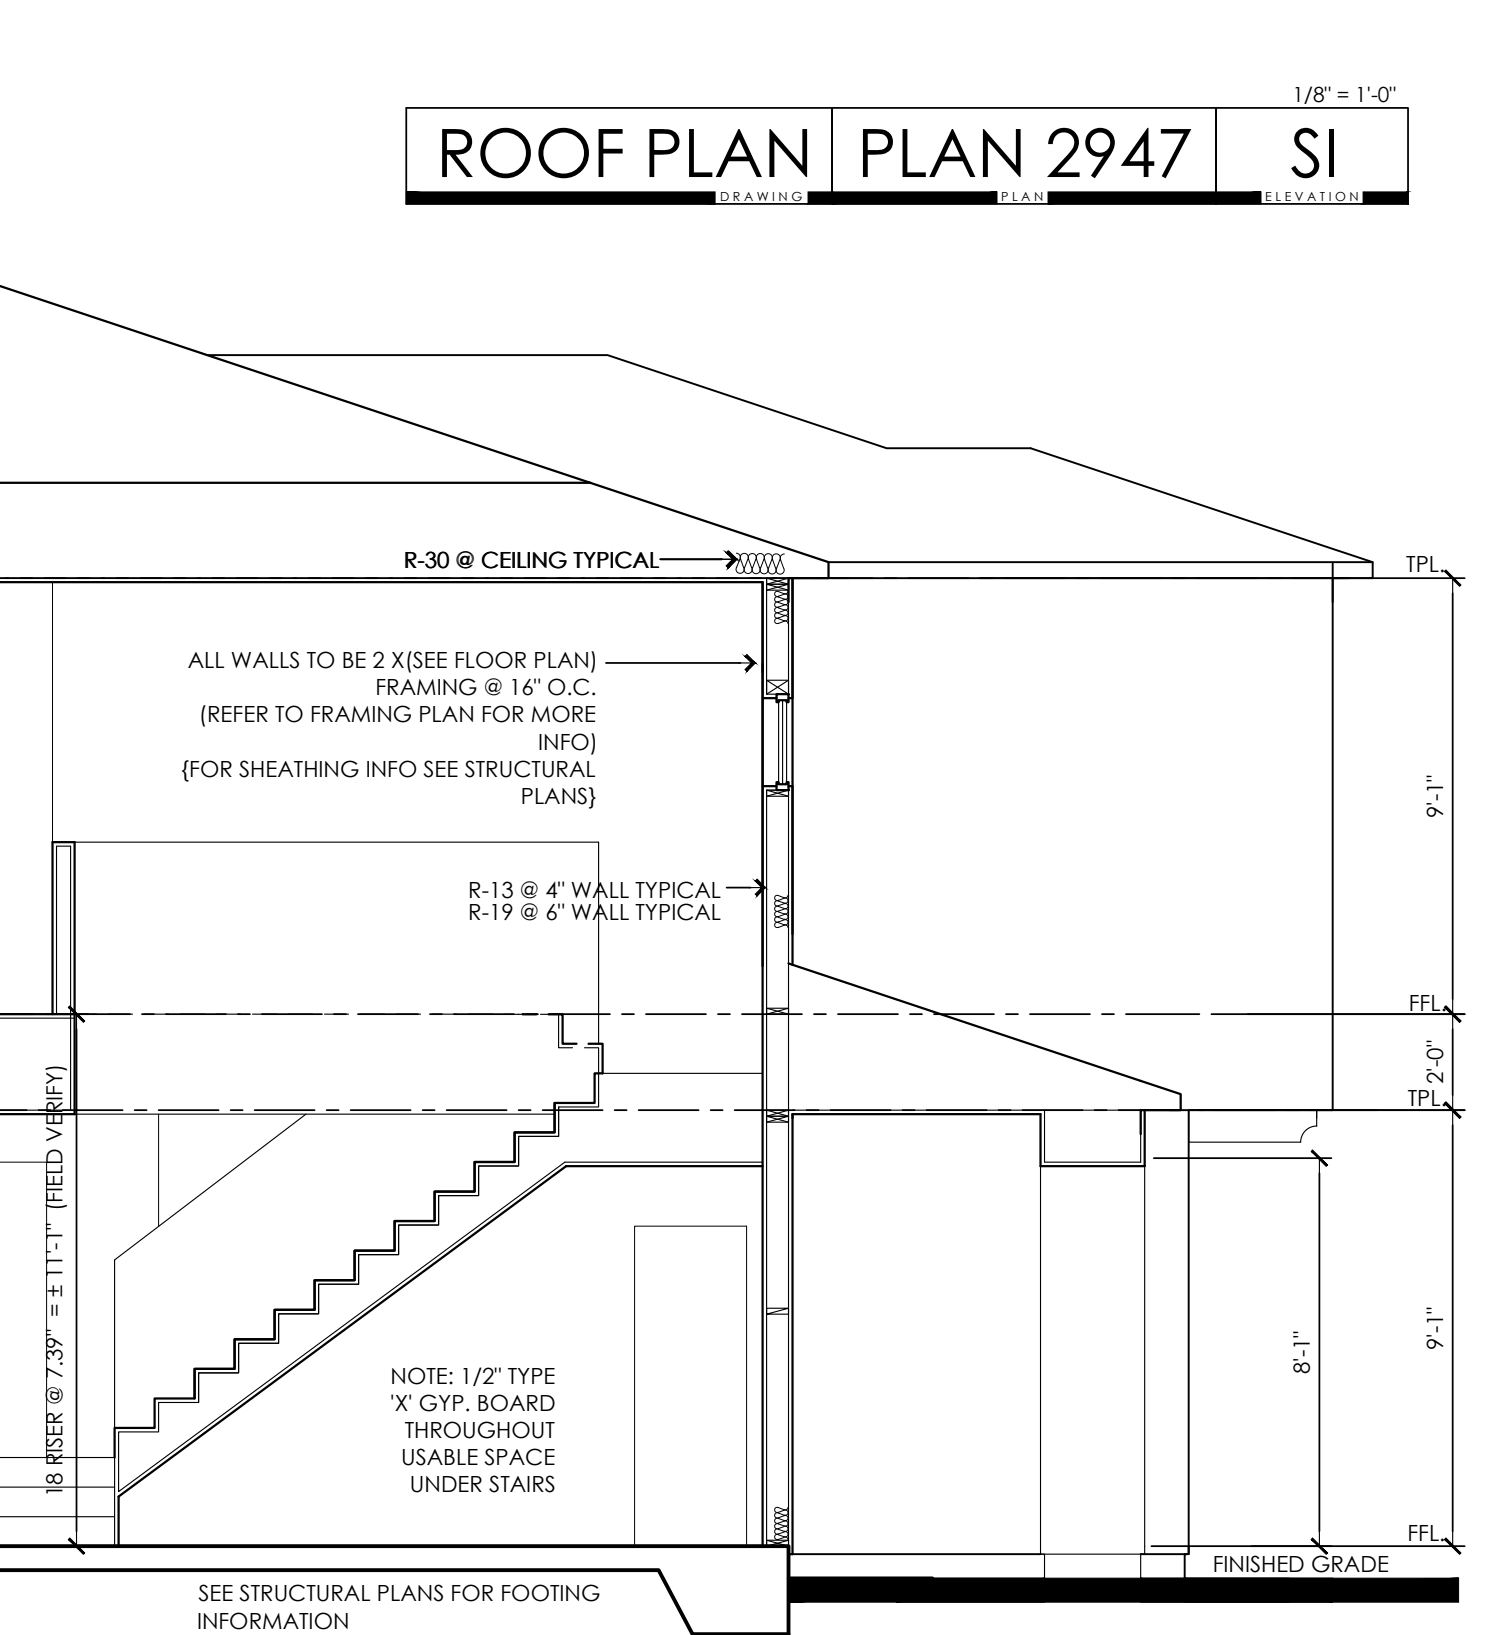 1/8" = 1'-0"
ROOF PLAN
PLAN 2947
SI
DRAWING
PLAN
ELEVATION
R-30 @ CEILING TYPICAL
TPL.
ALL WALLS TO BE 2 X(SEE FLOOR PLAN)
FRAMING @ 16" O.C.
(REFER TO FRAMING PLAN FOR MORE
INFO)
{FOR SHEATHING INFO SEE STRUCTURAL
PLANS}
9'-1"
R-13 @ 4" WALL TYPICAL
R-19 @ 6" WALL TYPICAL
FFL.
2'-0"
TPL.
18 RISER @ 7.39" = ± 11'-1" (FIELD VERIFY)
8'-1"
9'-1"
NOTE: 1/2" TYPE
'X' GYP. BOARD
THROUGHOUT
USABLE SPACE
UNDER STAIRS
FFL.
FINISHED GRADE
SEE STRUCTURAL PLANS FOR FOOTING
INFORMATION